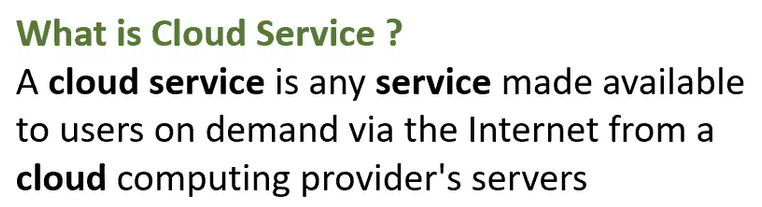 What is Cloud Service ?
A cloud service is any service made available
to users on demand via the Internet from a
cloud computing provider's servers